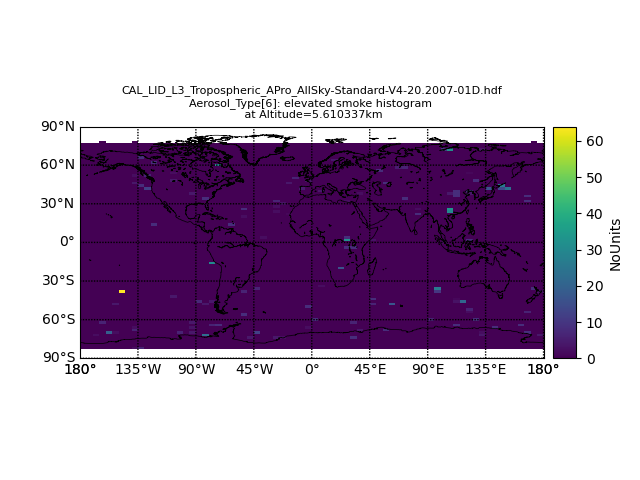 CAL_LID_L3_Tropospheric_APro_AllSky-Standard-V4-20.2007-01D.hdf
Aerosol_Type[6]: elevated smoke histogram
at Altitude=5.610337km
90°N
60°N
30°N
0°
30°S
60°S
90°S
180° 135°W 90°W 45°W 0° 45°E 90°E 135°E 180°
60
50
40
30
20
10
0
NoUnits